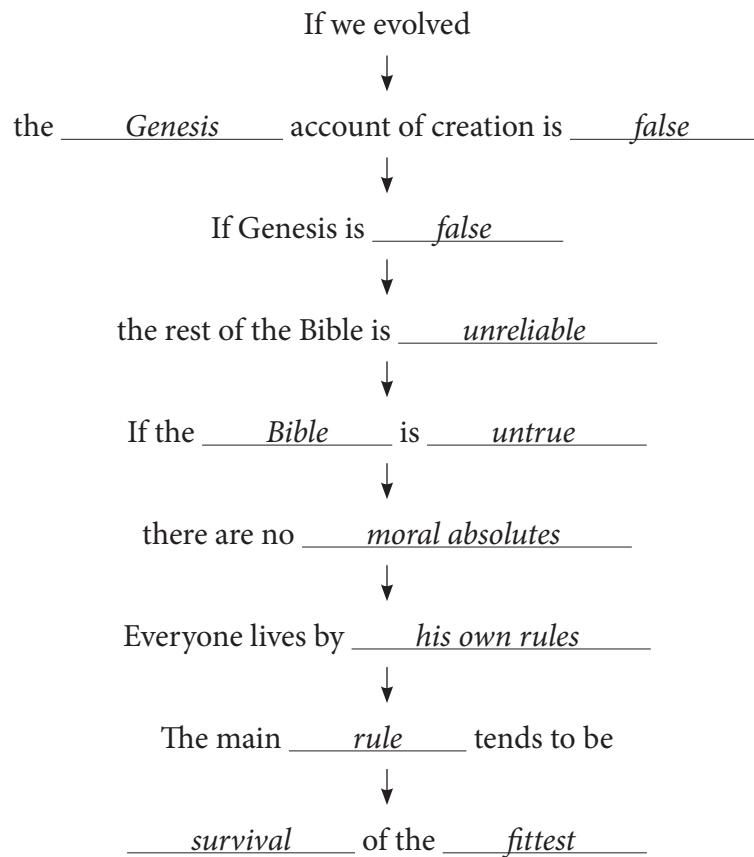 If we evolved
the Genesis account of creation is false
If Genesis is false
the rest of the Bible is unreliable
If the Bible is untrue
there are no moral absolutes
Everyone lives by his own rules
The main rule tends to be
survival of the fittest